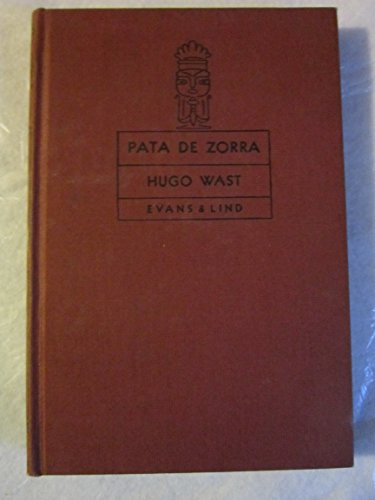 PATA DE ZORRA
HUGO WAST
EVANS & LIND